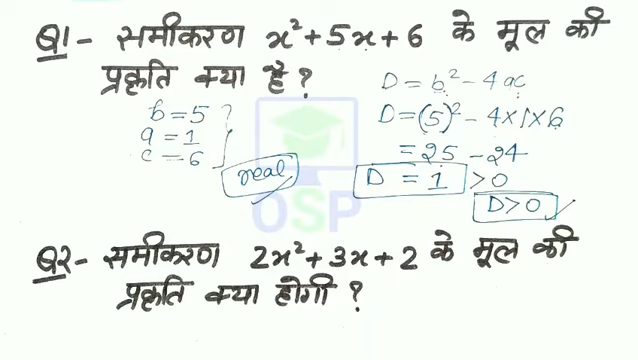 Q1- समीकरण x² + 5x + 6 के मूल की
प्रकृति क्या है ?
b = 5
a = 1
c = 6
real
D = b² - 4ac
D = (5)² - 4×1×6
= 25 - 24
D = 1 > 0
D > 0
OSP
Q2- समीकरण 2x² + 3x + 2 के मूल की
प्रकृति क्या होगी ?